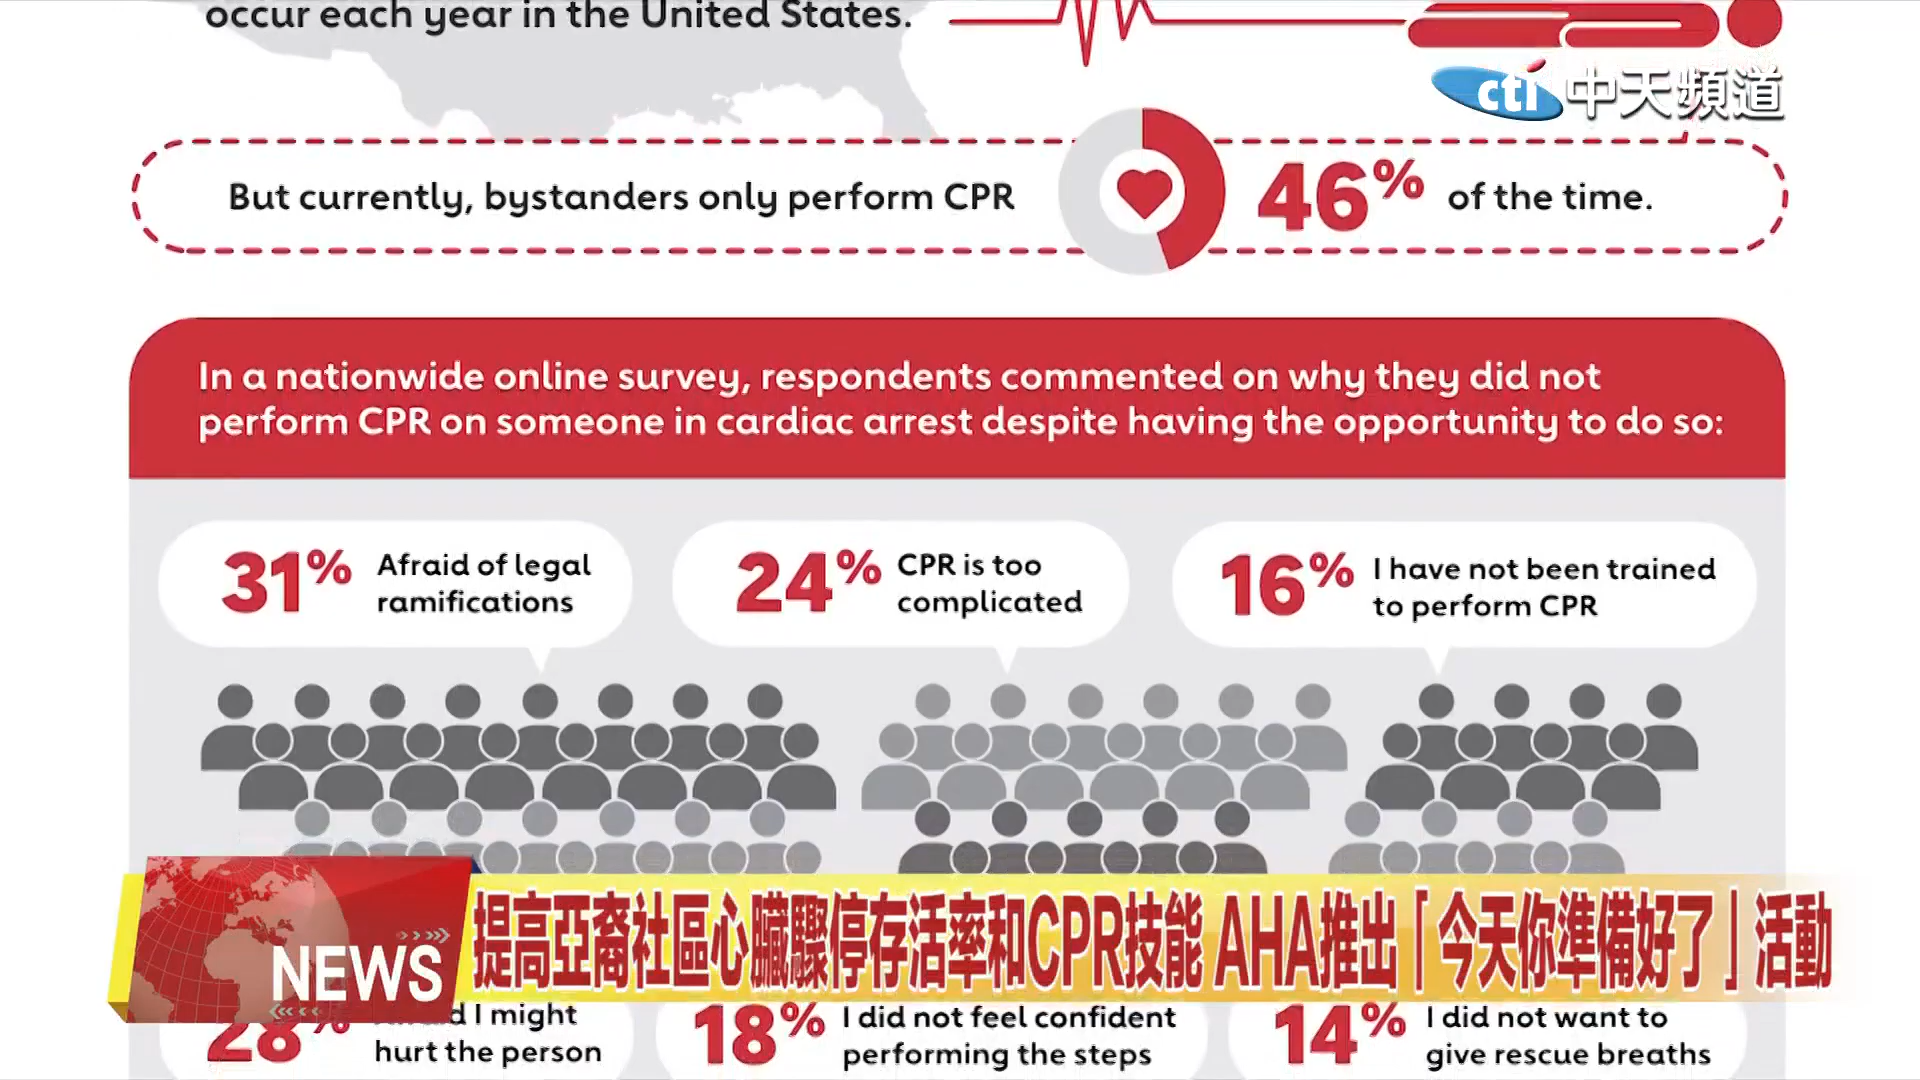 occur each year in the United States.
cti 中天頻道
But currently, bystanders only perform CPR 46% of the time.
In a nationwide online survey, respondents commented on why they did not
perform CPR on someone in cardiac arrest despite having the opportunity to do so:
31% Afraid of legal
ramifications
24% CPR is too
complicated
16% I have not been trained
to perform CPR
NEWS
提高亞裔社區心臟驟停存活率和CPR技能 AHA推出「今天你準備好了」活動
28% I might
hurt the person
18% I did not feel confident
performing the steps
14% I did not want to
give rescue breaths